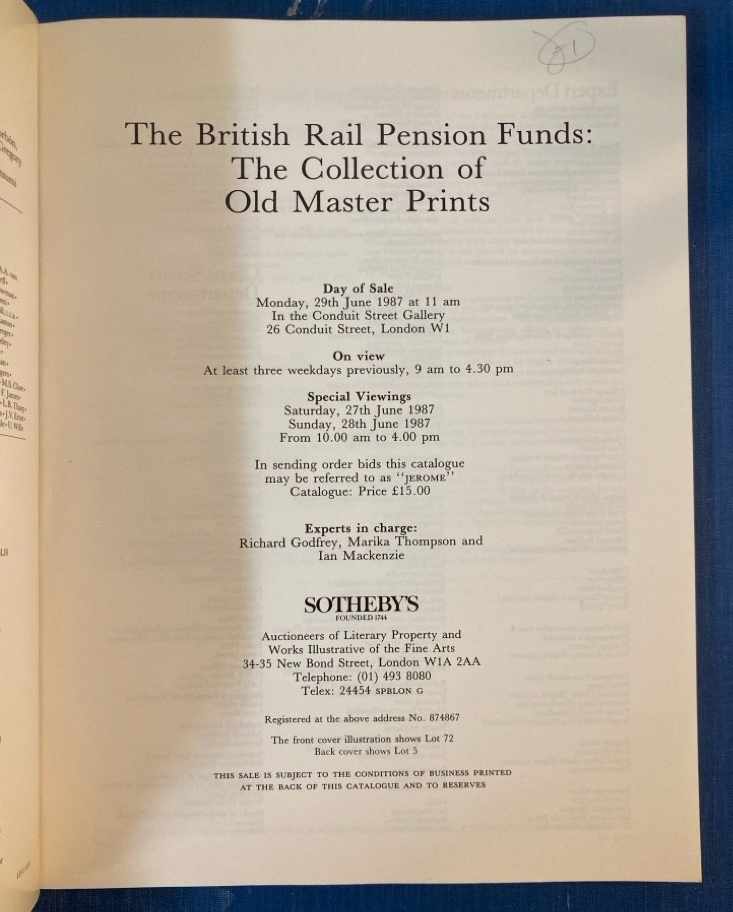 The British Rail Pension Funds:
The Collection of
Old Master Prints
Day of Sale
Monday, 29th June 1987 at 11 am
In the Conduit Street Gallery
26 Conduit Street, London W1
On view
At least three weekdays previously, 9 am to 4.30 pm
Special Viewings
Saturday, 27th June 1987
Sunday, 28th June 1987
From 10.00 am to 4.00 pm
In sending order bids this catalogue
may be referred to as “JEROME”
Catalogue: Price £15.00
Experts in charge:
Richard Godfrey, Marika Thompson and
Ian Mackenzie
SOTHEBY'S
FOUNDED 1744
Auctioneers of Literary Property and
Works Illustrative of the Fine Arts
34-35 New Bond Street, London W1A 2AA
Telephone: (01) 493 8080
Telex: 24454 SPBLON G
Registered at the above address No. 874867
The front cover illustration shows Lot 72
Back cover shows Lot 5
THIS SALE IS SUBJECT TO THE CONDITIONS OF BUSINESS PRINTED
AT THE BACK OF THIS CATALOGUE AND TO RESERVES